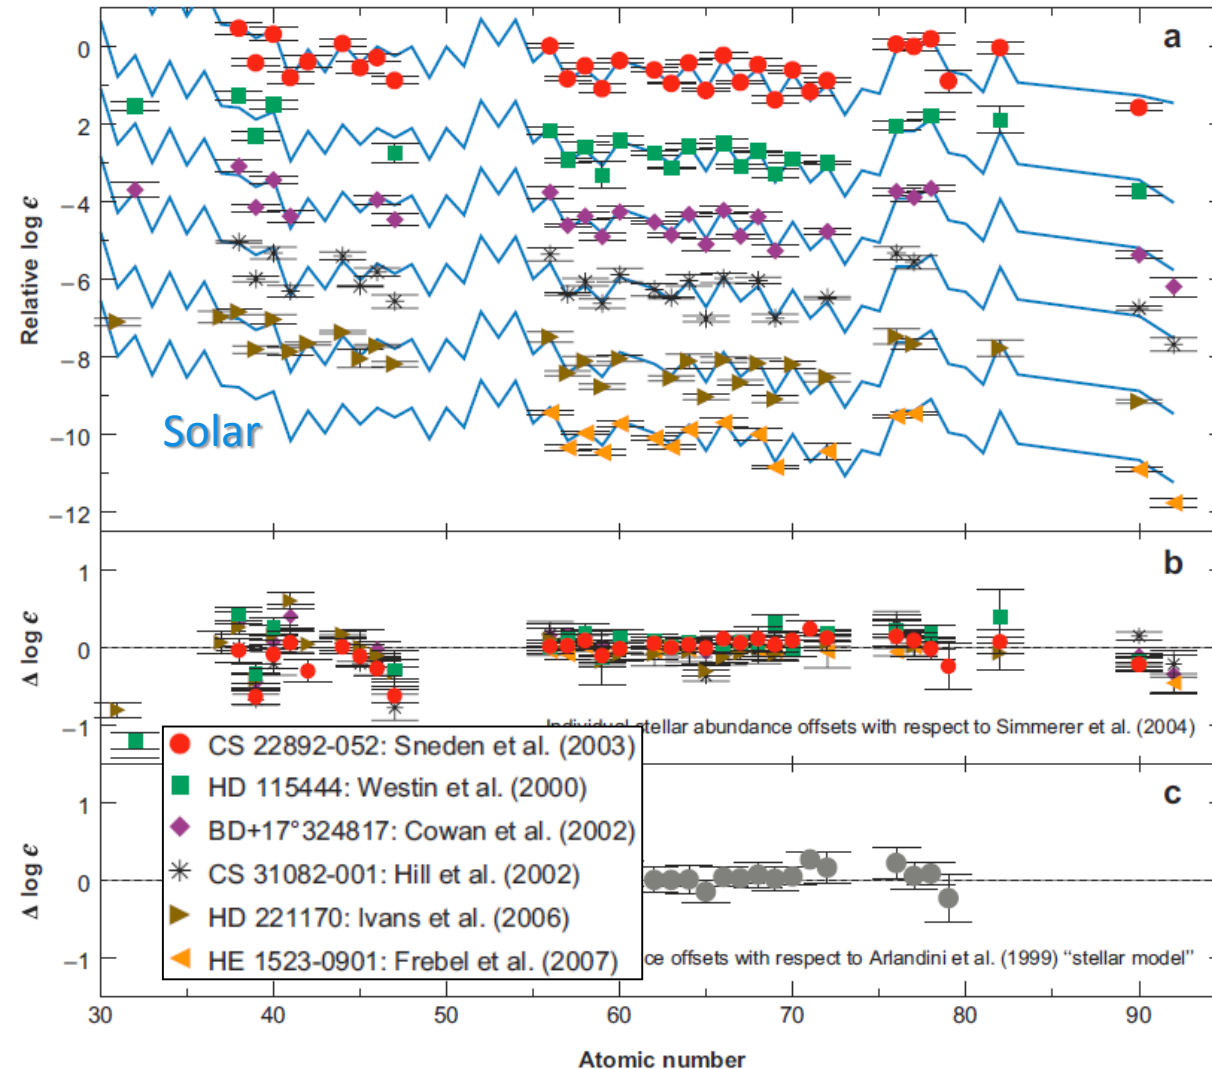 a
0
2
−4
−6
−8
−10
−12
Relative log ϵ
Solar
b
1
0
−1
Δ log ϵ
Individual stellar abundance offsets with respect to Simmerer et al. (2004)
CS 22892-052: Sneden et al. (2003)
HD 115444: Westin et al. (2000)
BD+17°324817: Cowan et al. (2002)
CS 31082-001: Hill et al. (2002)
HD 221170: Ivans et al. (2006)
HE 1523-0901: Frebel et al. (2007)
c
1
0
−1
Δ log ϵ
ce offsets with respect to Arlandini et al. (1999) “stellar model”
30 40 50 60 70 80 90
Atomic number